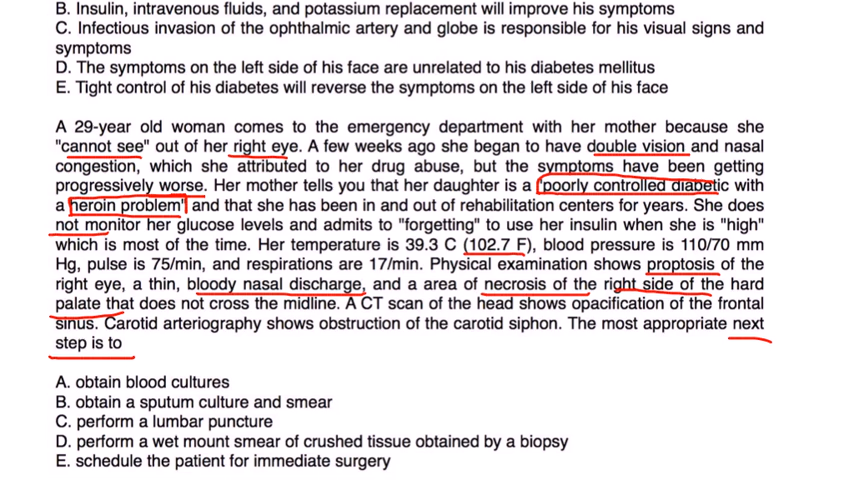 B. Insulin, intravenous fluids, and potassium replacement will improve his symptoms
C. Infectious invasion of the ophthalmic artery and globe is responsible for his visual signs and
symptoms
D. The symptoms on the left side of his face are unrelated to his diabetes mellitus
E. Tight control of his diabetes will reverse the symptoms on the left side of his face
A 29-year old woman comes to the emergency department with her mother because she
"cannot see" out of her right eye. A few weeks ago she began to have double vision and nasal
congestion, which she attributed to her drug abuse, but the symptoms have been getting
progressively worse. Her mother tells you that her daughter is a "poorly controlled diabetic with
a heroin problem" and that she has been in and out of rehabilitation centers for years. She does
not monitor her glucose levels and admits to "forgetting" to use her insulin when she is "high"
which is most of the time. Her temperature is 39.3 C (102.7 F), blood pressure is 110/70 mm
Hg, pulse is 75/min, and respirations are 17/min. Physical examination shows proptosis of the
right eye, a thin, bloody nasal discharge, and a area of necrosis of the right side of the hard
palate that does not cross the midline. A CT scan of the head shows opacification of the frontal
sinus. Carotid arteriography shows obstruction of the carotid siphon. The most appropriate next
step is to
A. obtain blood cultures
B. obtain a sputum culture and smear
C. perform a lumbar puncture
D. perform a wet mount smear of crushed tissue obtained by a biopsy
E. schedule the patient for immediate surgery